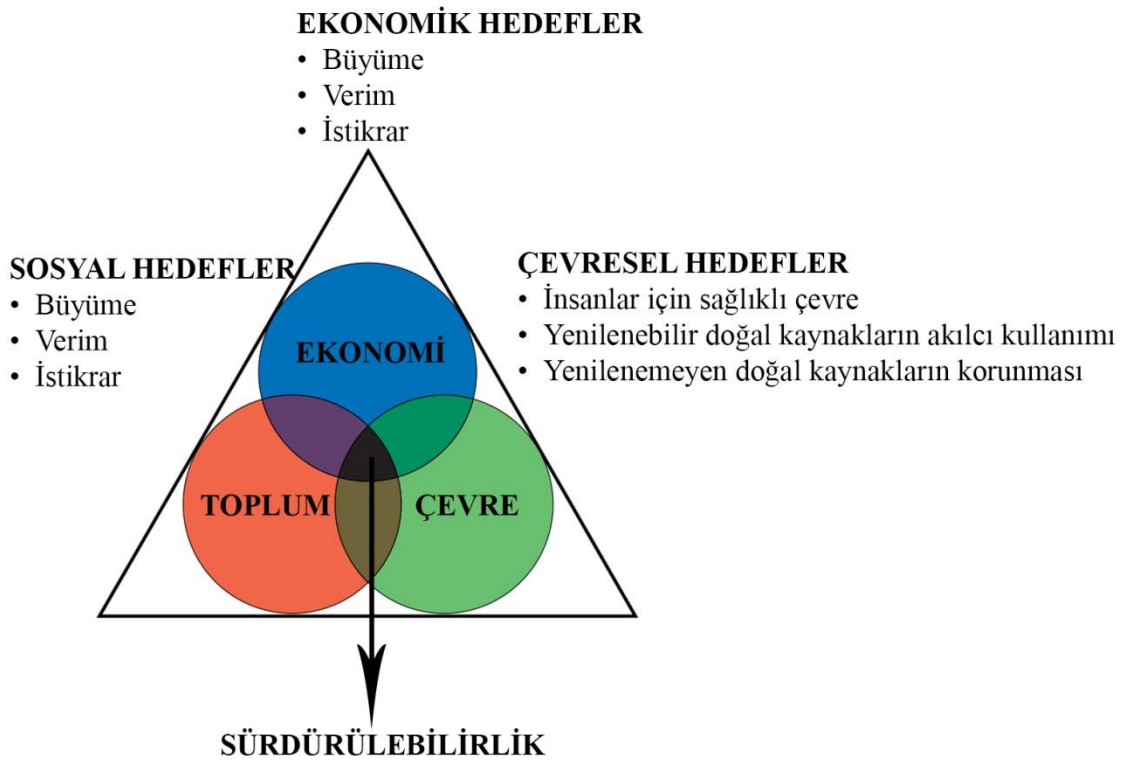 EKONOMİK HEDEFLER
• Büyüme
• Verim
• İstikrar
SOSYAL HEDEFLER
• Büyüme
• Verim
• İstikrar
ÇEVRESEL HEDEFLER
• İnsanlar için sağlıklı çevre
• Yenilenebilir doğal kaynakların akılcı kullanımı
• Yenilenemeyen doğal kaynakların korunması
EKONOMİ
TOPLUM
ÇEVRE
SÜRDÜRÜLEBİLİRLİK